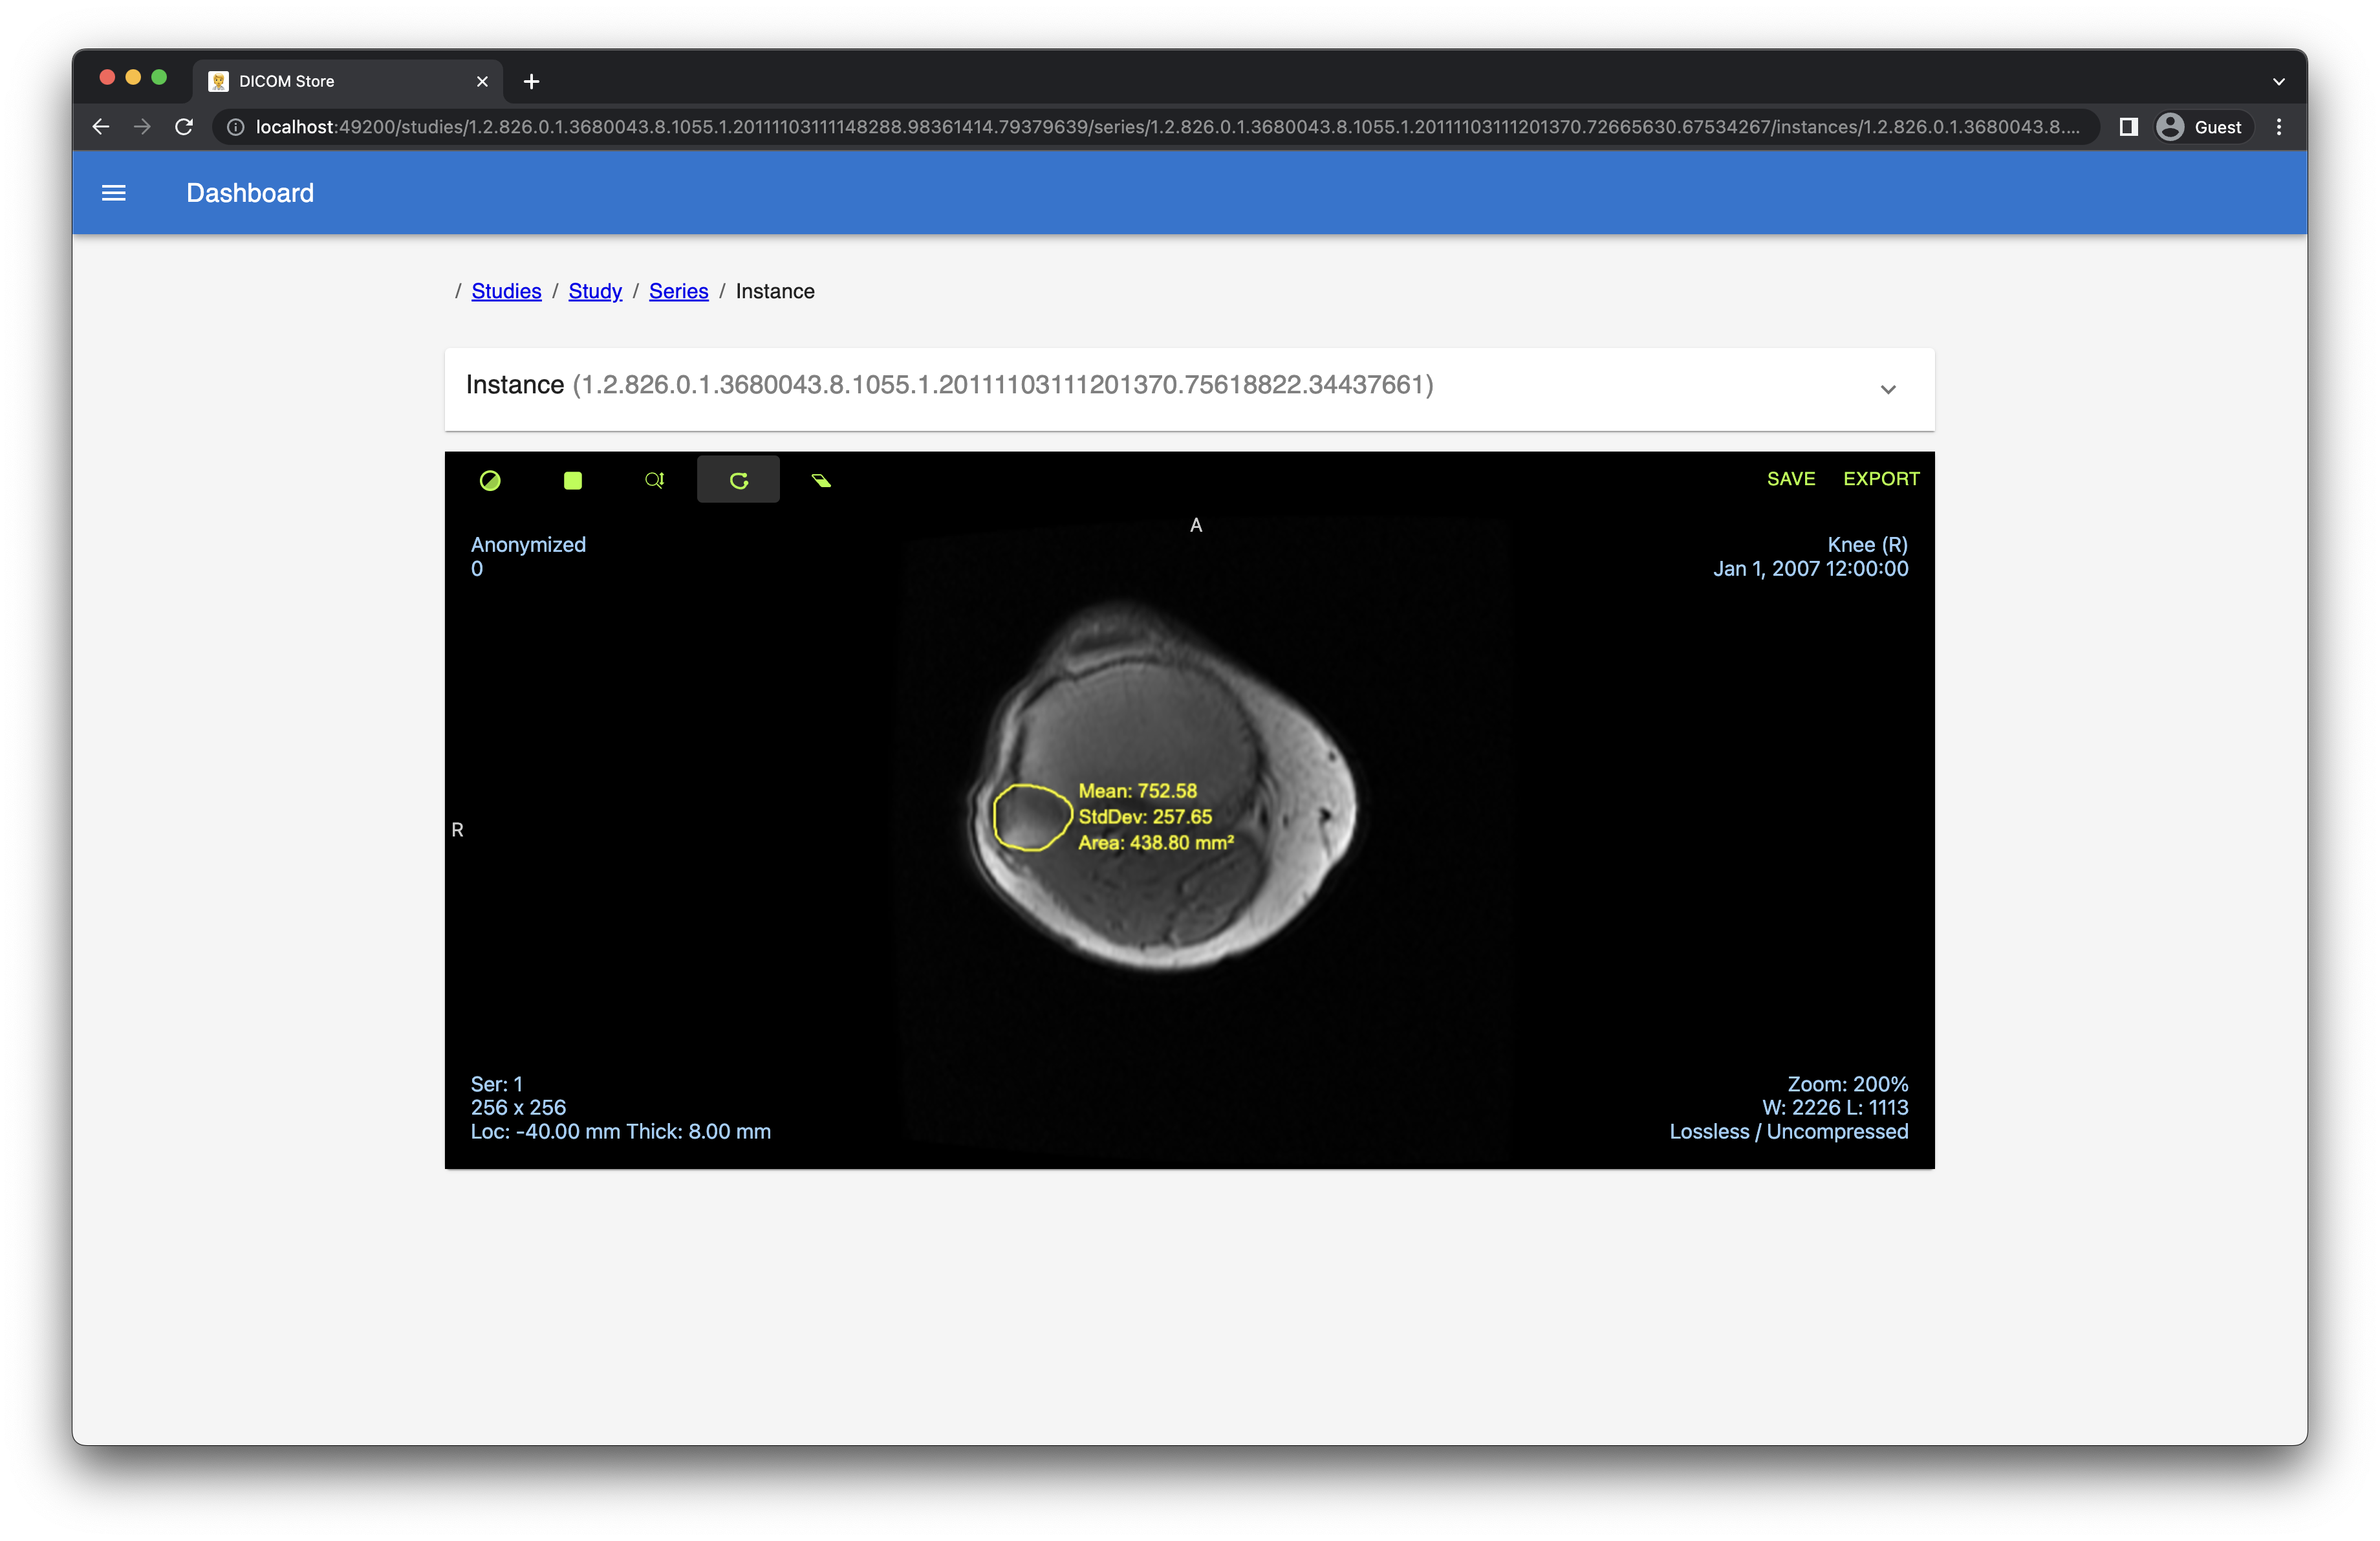 DICOM Store
localhost:49200/studies/1.2.826.0.1.3680043.8.1055.1.20111103111148288.98361414.79379639/series/1.2.826.0.1.3680043.8.1055.1.20111103111201370.72665630.67534267/instances/1.2.826.0.1.3680043.8.... Guest
Dashboard
/ Studies / Study / Series / Instance
Instance (1.2.826.0.1.3680043.8.1055.1.20111103111201370.75618822.34437661)
SAVE EXPORT
A
Anonymized
0
Knee (R)
Jan 1, 2007 12:00:00
Mean: 752.58
StdDev: 257.65
Area: 438.80 mm²
R
Ser: 1
256 x 256
Loc: -40.00 mm Thick: 8.00 mm
Zoom: 200%
W: 2226 L: 1113
Lossless / Uncompressed